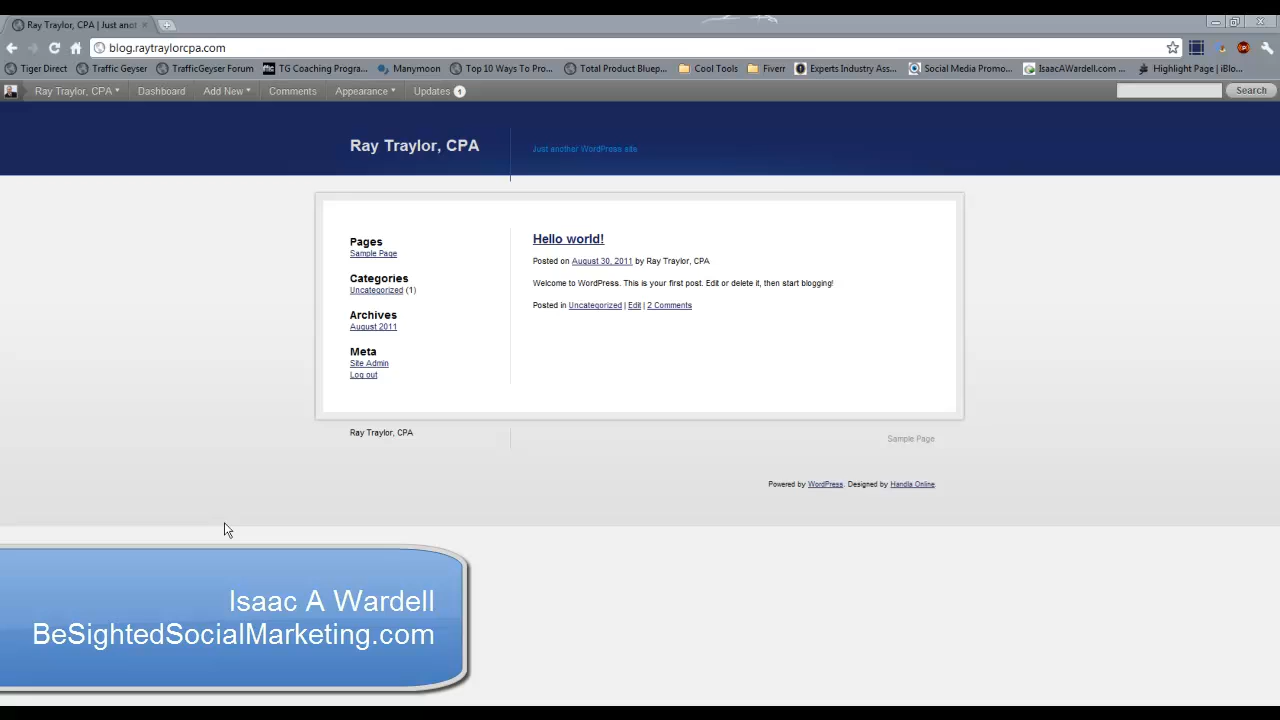 Ray Traylor, CPA | Just anot
blog.raytraylorcpa.com
Tiger Direct Traffic Geyser TrafficGeyser Forum TG Coaching Progra... Manymoon Top 10 Ways To Pro... Total Product Bluep... Cool Tools Fiverr Experts Industry Ass... Social Media Promo... IsaacAWardell.com ... Highlight Page | iBlo...
Ray Traylor, CPA Dashboard Add New Comments Appearance Updates 1 Search
Ray Traylor, CPA
Just another WordPress site
Pages
Sample Page
Categories
Uncategorized (1)
Archives
August 2011
Meta
Site Admin
Log out
Hello world!
Posted on August 30, 2011 by Ray Traylor, CPA
Welcome to WordPress. This is your first post. Edit or delete it, then start blogging!
Posted in Uncategorized | Edit | 2 Comments
Ray Traylor, CPA
Sample Page
Powered by WordPress. Designed by Handla Online.
Isaac A Wardell
BeSightedSocialMarketing.com